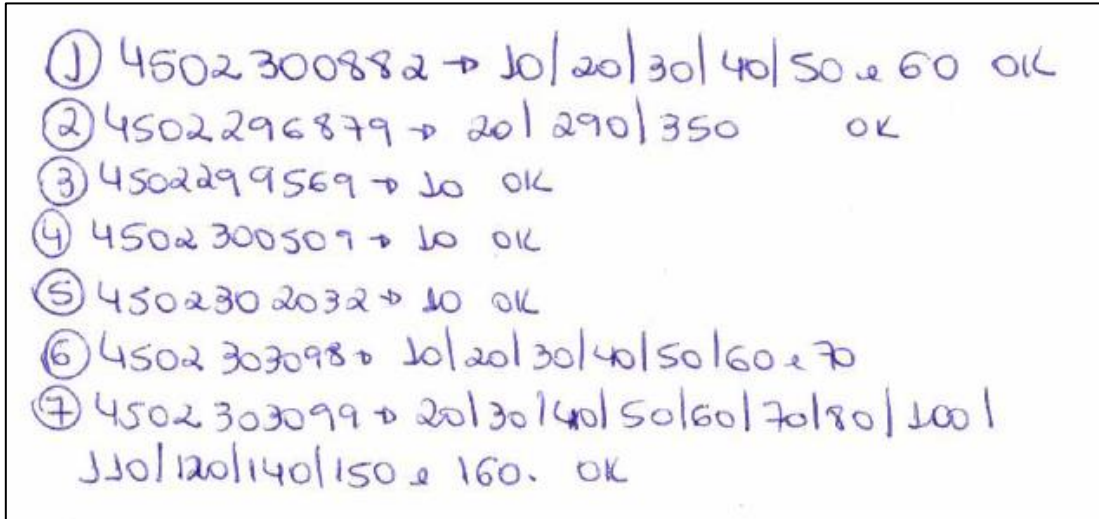 ① 4502300882 → 10/20/30/40/50 e 60 OK
② 4502296879 → 20/290/350 OK
③ 4502299569 → 10 OK
④ 4502300509 → 10 OK
⑤ 4502302032 → 10 OK
⑥ 4502303098 → 10/20/30/40/50/60 e 70
⑦ 4502303099 → 20/30/40/50/60/70/80/100/
110/120/140/150 e 160. OK